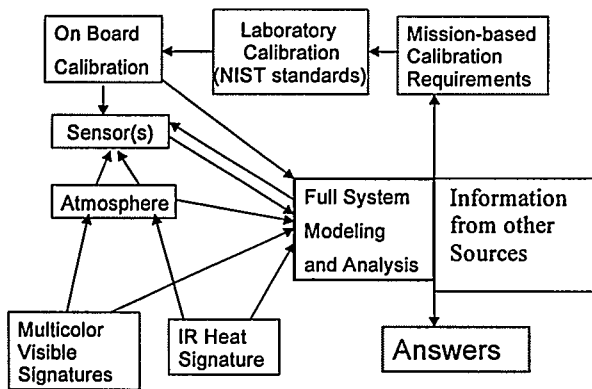 On Board
Calibration
Laboratory
Calibration
(NIST standards)
Mission-based
Calibration
Requirements
Sensor(s)
Atmosphere
Full System
Modeling
and Analysis
Information
from other
Sources
Multicolor
Visible
Signatures
IR Heat
Signature
Answers